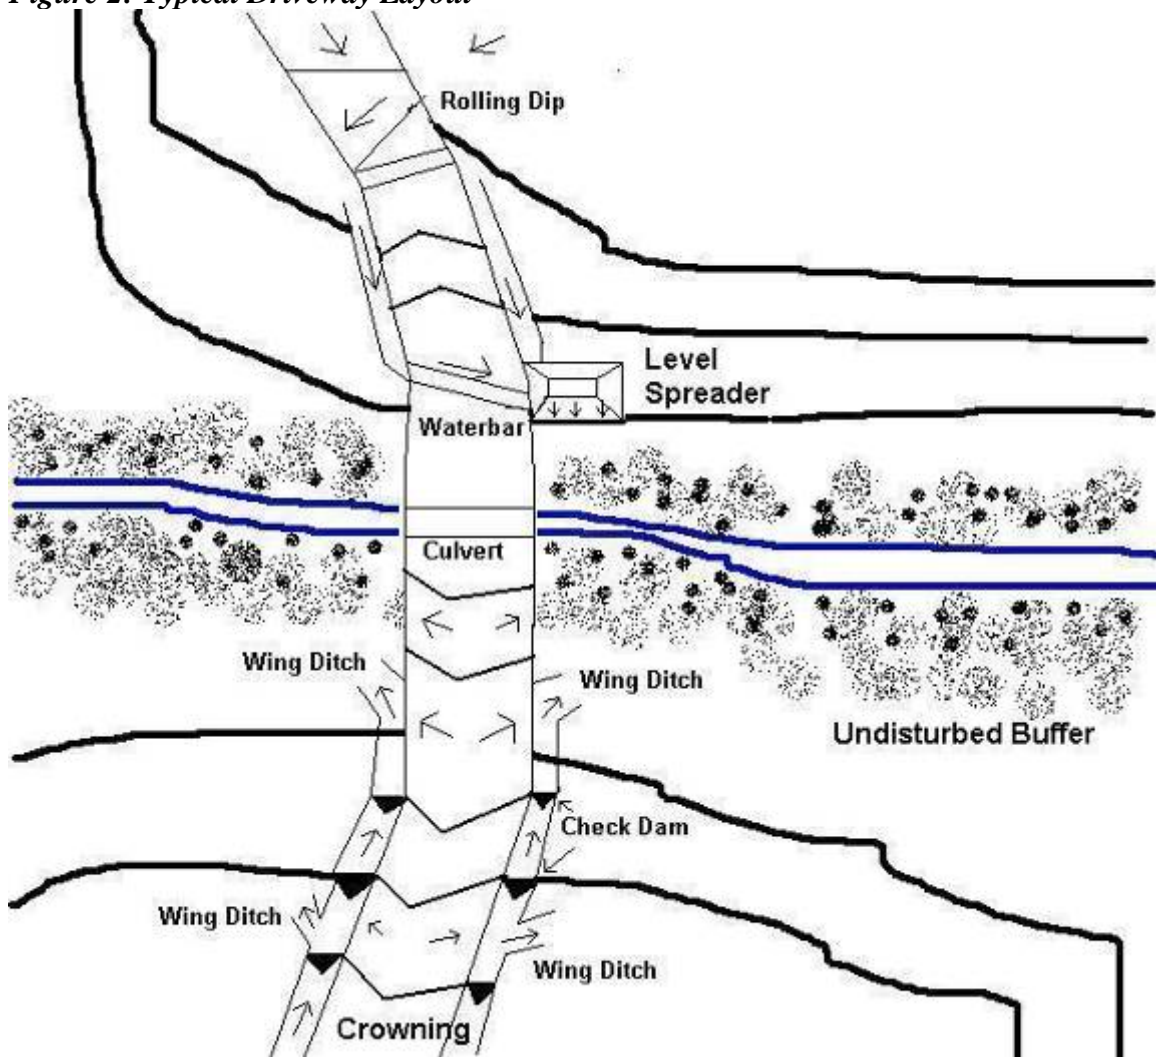 Figure 2: Typical Driveway Layout
Rolling Dip
Level
Spreader
Waterbar
Culvert
Wing Ditch
Wing Ditch
Undisturbed Buffer
Check Dam
Wing Ditch
Wing Ditch
Crowning